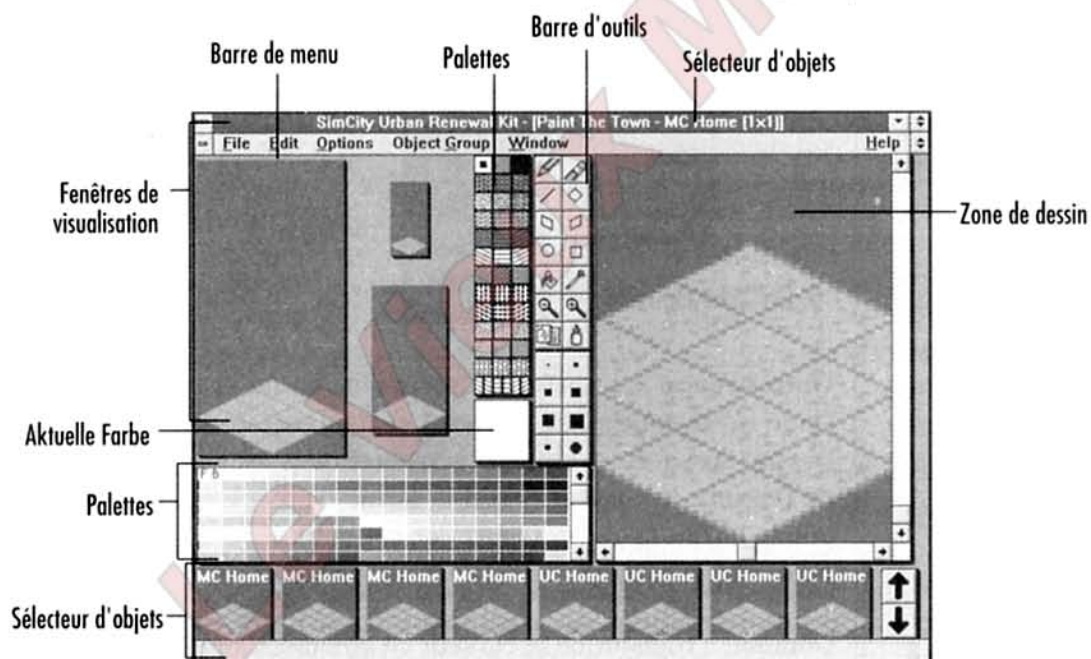 Barre d'outils
Barre de menu
Palettes
Sélecteur d'objets
SimCity Urban Renewal Kit - [Paint The Town - MC Home [1x1]]
File Edit Options Object Group Window Help
Fenêtres de
visualisation
Zone de dessin
Aktuelle Farbe
Palettes
MC Home MC Home MC Home MC Home UC Home UC Home UC Home UC Home
Sélecteur d'objets
Le Vieux